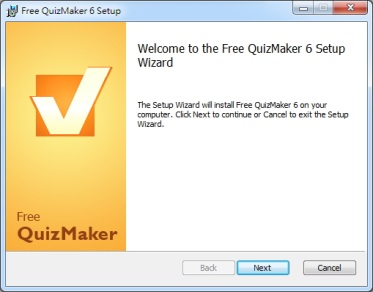 Free QuizMaker 6 Setup
Welcome to the Free QuizMaker 6 Setup
Wizard
The Setup Wizard will install Free QuizMaker 6 on your
computer. Click Next to continue or Cancel to exit the Setup
Wizard.
Free
QuizMaker
Back
Next
Cancel